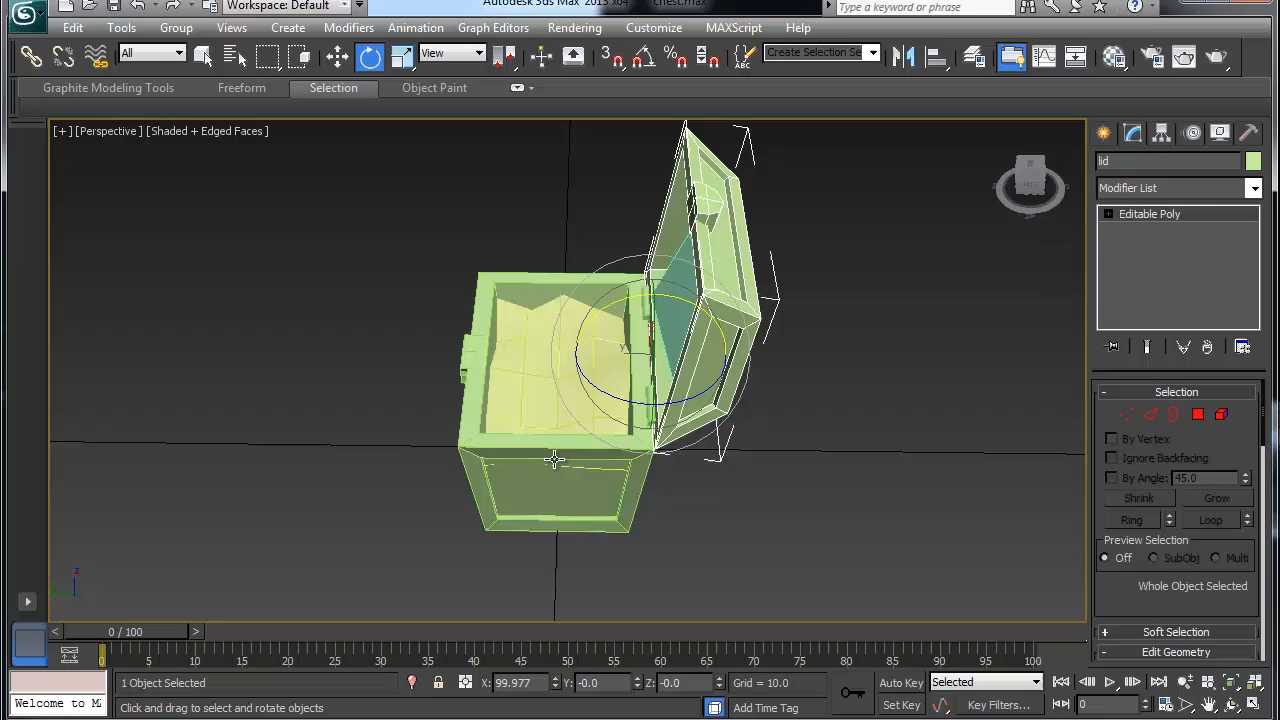 Workspace: Default
Autodesk 3ds Max 2013 x64
chest.max
Type a keyword or phrase
Edit Tools Group Views Create Modifiers Animation Graph Editors Rendering Customize MAXScript Help
All
View
Create Selection Se
Graphite Modeling Tools Freeform Selection Object Paint
[+] [Perspective ] [Shaded + Edged Faces ]
lid
Modifier List
Editable Poly
Selection
By Vertex
Ignore Backfacing
By Angle: 45.0
Shrink Grow
Ring Loop
Preview Selection
Off SubObj Multi
Whole Object Selected
Soft Selection
Edit Geometry
z
y
0 / 100
0 5 10 15 20 25 30 35 40 45 50 55 60 65 70 75 80 85 90 95 100
1 Object Selected X: 99.977 Y: -0.0 Z: -0.0 Grid = 10.0 Auto Key Selected
Welcome to M Click and drag to select and rotate objects Add Time Tag Set Key Key Filters... 0